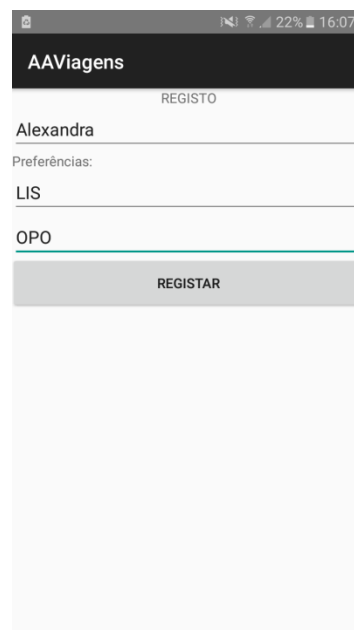 22% 16:07
AAViagens
REGISTO
Alexandra
Preferências:
LIS
OPO
REGISTAR